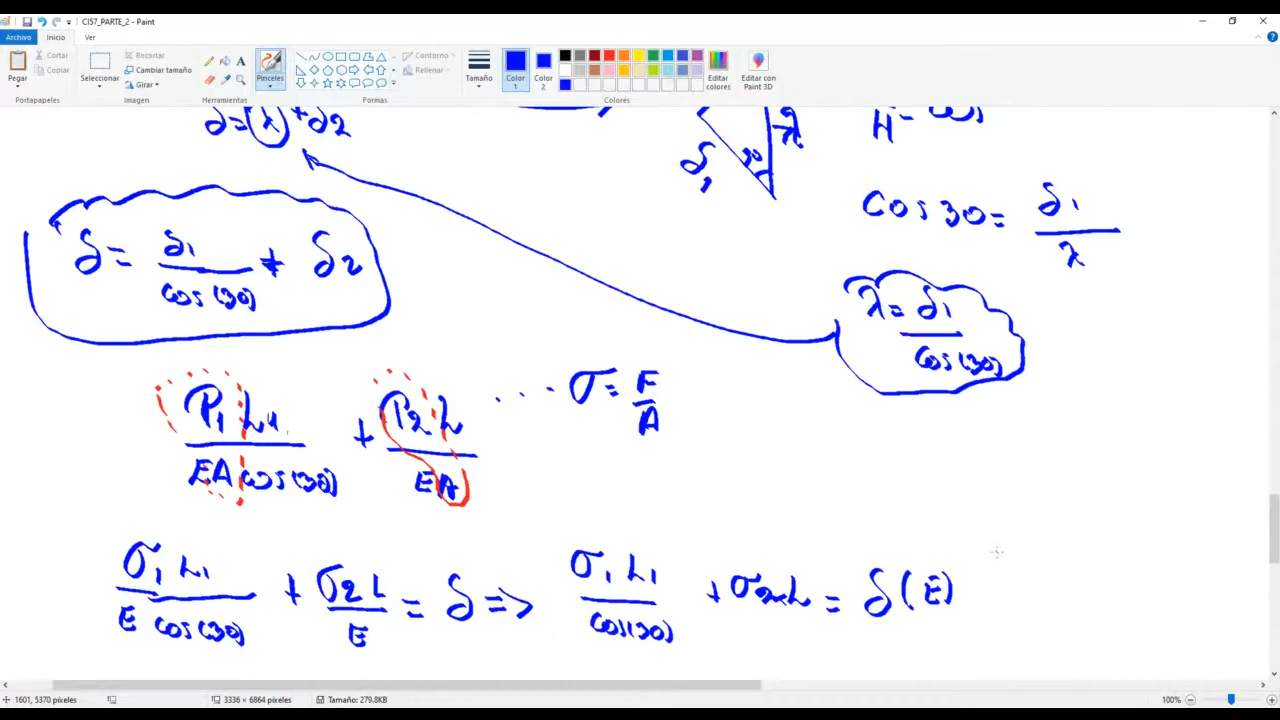 CI57_PARTE_2 - Paint
Archivo Inicio Ver
Pegar
Cortar
Copiar
Portapapeles
Seleccionar
Recortar
Cambiar tamaño
Girar
Imagen
A
Herramientas
Pinceles
Contorno
Rellenar
Formas
Tamaño
Color 1
Color 2
Editar colores
Colores
Editar con Paint 3D
δ=(λ)+δ2
δ1
30
λ
H = cos
cos 30 = δ1/λ
δ = δ1/cos(30) + δ2
λ = δ1/cos(30)
P1 L1/EA cos(30) + P2 L/EA ... σ = F/A
σ1 L1/E cos(30) + σ2 L/E = δ => σ1 L1/cos(30) + σ2 L = δ(E)
1601, 5370 píxeles
3336 × 6864 píxeles
Tamaño: 279.8KB
100%